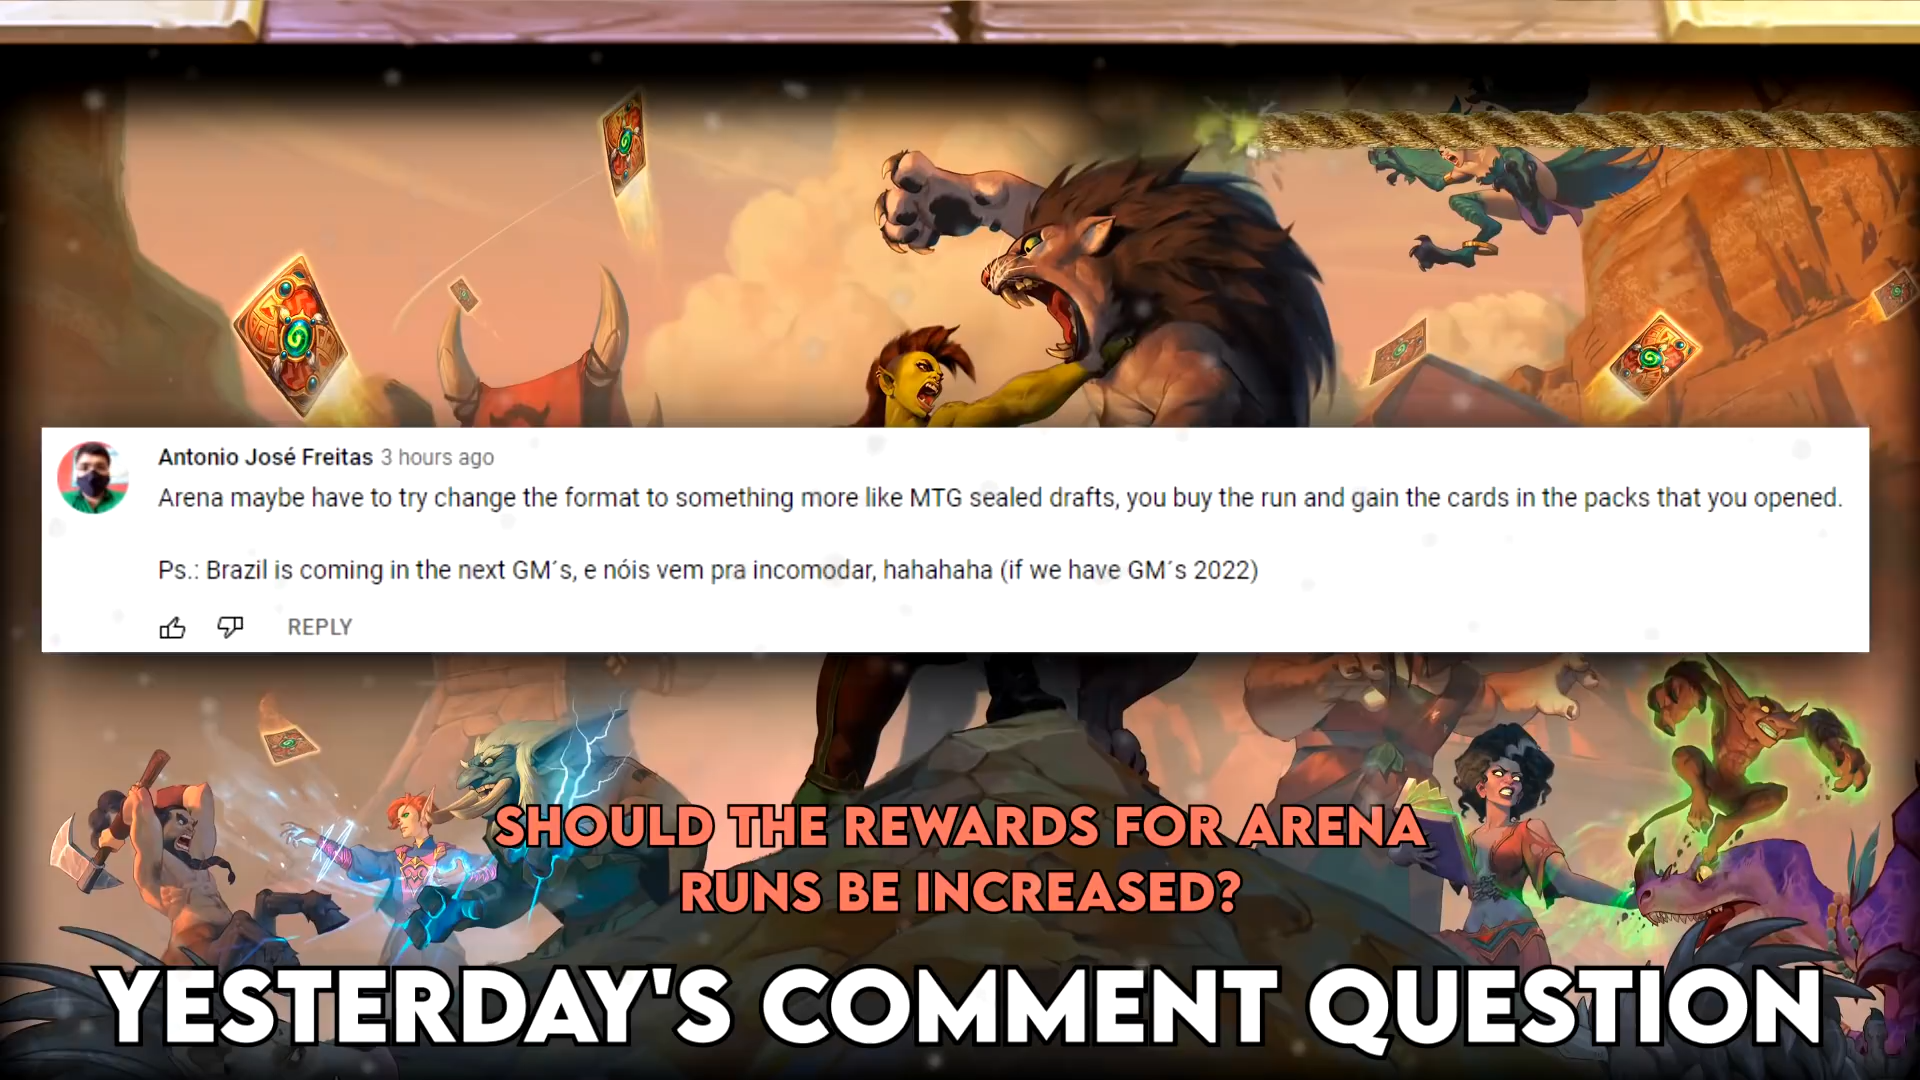 Antonio José Freitas 3 hours ago
Arena maybe have to try change the format to something more like MTG sealed drafts, you buy the run and gain the cards in the packs that you opened.
Ps.: Brazil is coming in the next GM´s, e nóis vem pra incomodar, hahahaha (if we have GM´s 2022)
REPLY
SHOULD THE REWARDS FOR ARENA
RUNS BE INCREASED?
YESTERDAY'S COMMENT QUESTION